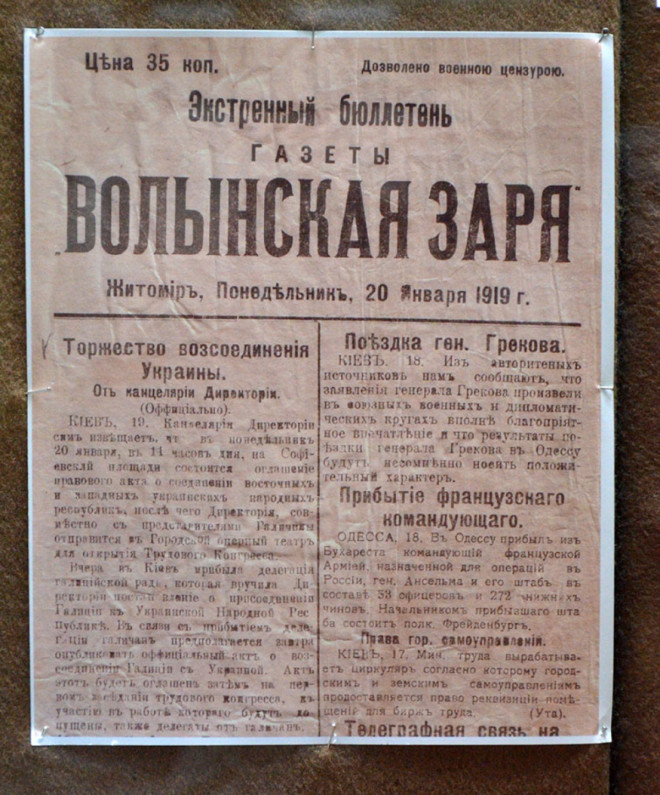 Цѣна 35 коп.
Дозволено военною цензурою.
Экстренный бюллетень
ГАЗЕТЫ
„ВОЛЫНСКАЯ ЗАРЯ"
Житоміръ, Понедѣльникъ, 20 Января 1919 г.
Торжество возсоединенія
Украины.
Отъ канцеляріи Директоріи.
(Оффиціально).
КІЕВЪ, 19. Канцелярія Директоріи
симъ извѣщаетъ, что въ понедѣльникъ
20 января, въ 11 часовъ дня, на Софі-
евской площади состоится оглашеніе
правового акта о соединеніи восточныхъ
и западныхъ украинскихъ народныхъ
республикъ, послѣ чего Директорія, сов-
мѣстно съ представителями Галичины
отправится въ Городской оперный театръ
для открытія Трудового Конгресса.
Вчера въ Кіевъ прибыла делегація
галиційской рады, которая вручила Ди-
ректоріи постановленіе о присоединеніи
Галиціи къ Украинской Народной Рес
публикѣ. Въ связи съ прибытіемъ деле-
гаціи галичанъ предполагается завтра
опубликовать оффиціальный актъ о воз-
соединеніи Галиціи съ Украиной. Актъ
этотъ будетъ оглашенъ затѣмъ на пер-
вомъ засѣданіи трудового конгресса, къ
участію въ работѣ котораго будутъ до-
пущены, также делегаты отъ галичанъ.
Поѣздка ген. Грекова.
КІЕВЪ, 18. Изъ авторитеныхъ
источниковъ намъ сообщаютъ, что
заявленія генерала Грекова произвели
въ союзныхъ военныхъ и дипломати-
ческихъ кругахъ вполнѣ благопріят-
ное впечатлѣніе и что результаты по-
ѣздки генерала Грекова въ Одессу
будутъ несомнѣнно носить положи-
тельный характеръ.
Прибытіе французскаго
командующаго.
ОДЕССА, 18. Въ Одессу прибылъ изъ
Бухареста командующій французской
Арміей, назначенной для операцій въ
Россіи, ген. Ансельма и его штабъ въ
составѣ 53 офицеровъ и 272 нижнихъ
чиновъ. Начальникомъ прибывшаго шта
ба состоитъ полк. Фрейденбургъ.
Права гор. самоуправленій.
КІЕВЪ, 17. Мин. труда вырабатыва-
етъ циркуляръ согласно которому город-
скимъ и земскимъ самоуправленіямъ
предоставляется право реквизиціи помѣ-
щеній для биржъ труда. (Ута).
Телеграфная связь на